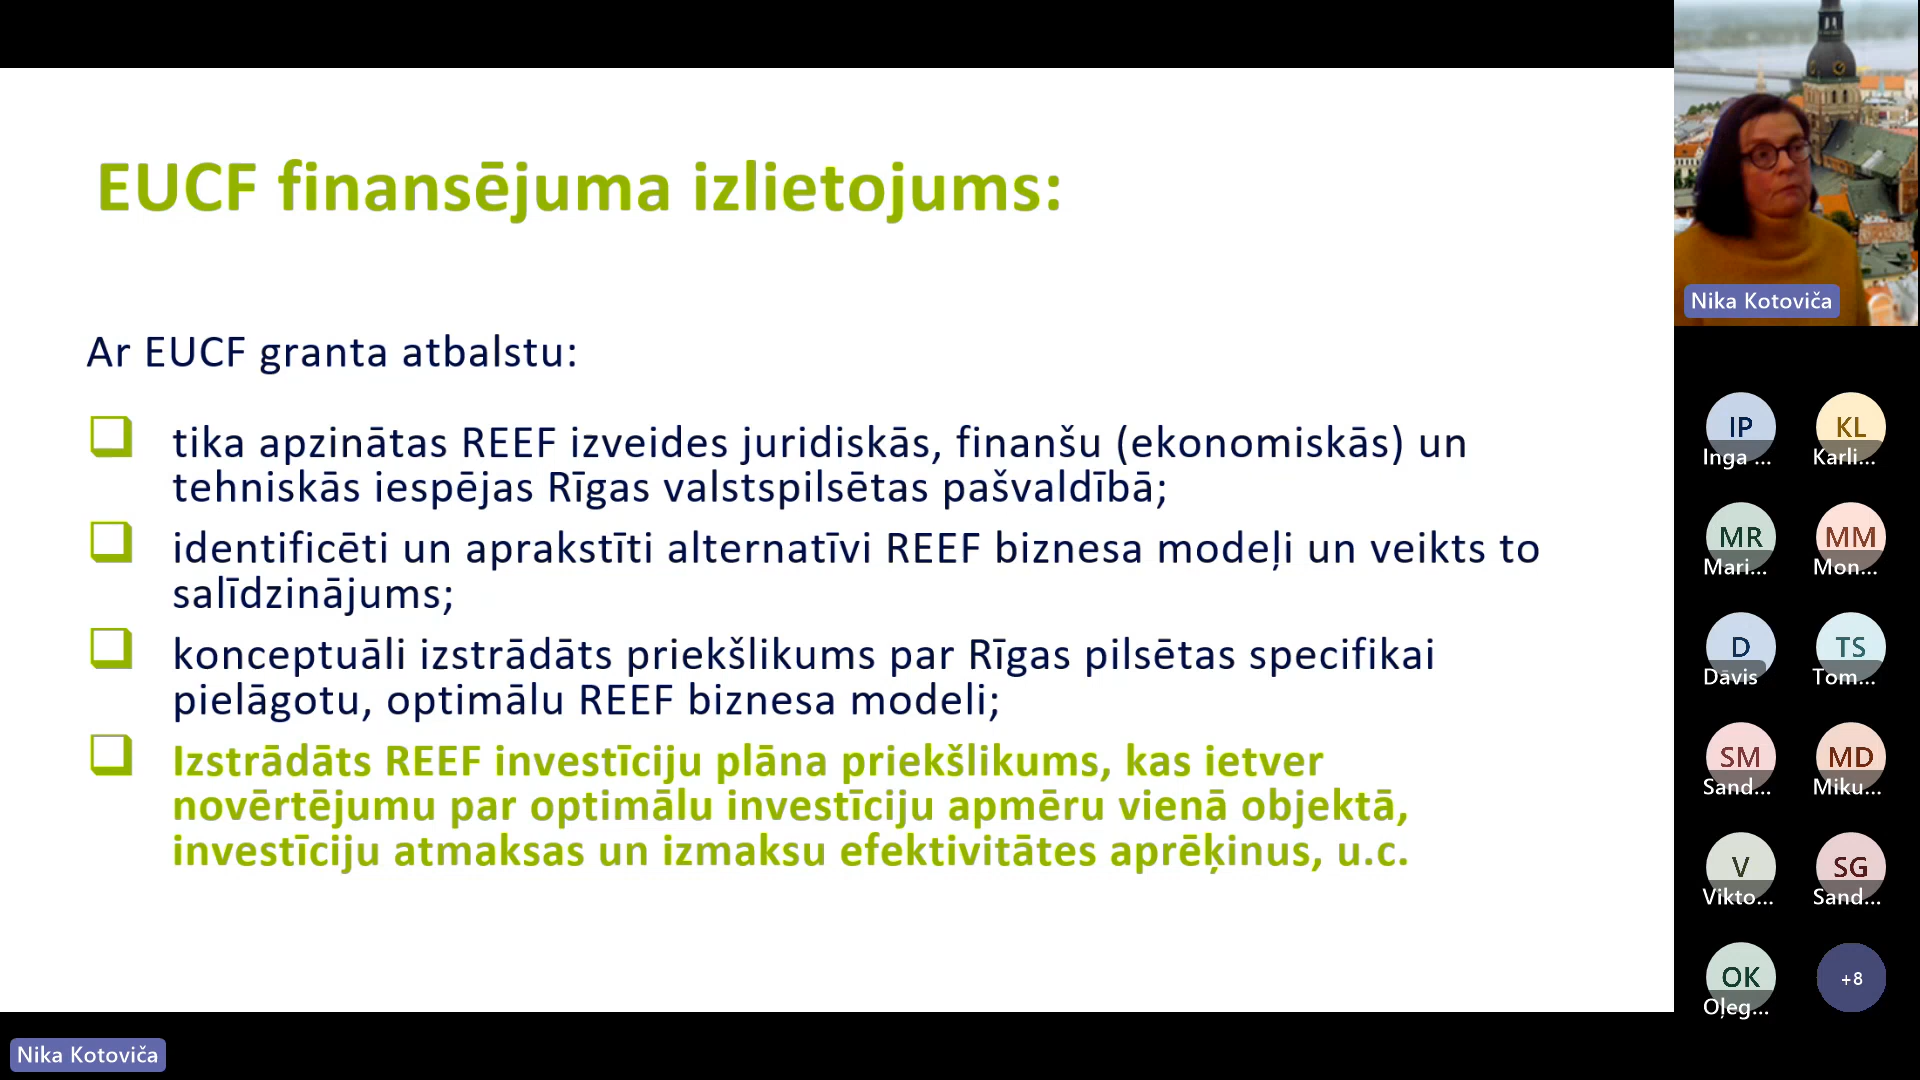 EUCF finansējuma izlietojums:
Ar EUCF granta atbalstu:
tika apzinātas REEF izveides juridiskās, finanšu (ekonomiskās) un
tehniskās iespējas Rīgas valstspilsētas pašvaldībā;
identificēti un aprakstīti alternatīvi REEF biznesa modeļi un veikts to
salīdzinājums;
konceptuāli izstrādāts priekšlikums par Rīgas pilsētas specifikai
pielāgotu, optimālu REEF biznesa modeli;
Izstrādāts REEF investīciju plāna priekšlikums, kas ietver
novērtējumu par optimālu investīciju apmēru vienā objektā,
investīciju atmaksas un izmaksu efektivitātes aprēķinus, u.c.
Nika Kotoviča
Nika Kotoviča
IP
Inga ...
KL
Karli...
MR
Mari...
MM
Mon...
D
Dāvis
TS
Tom...
SM
Sand...
MD
Miku...
V
Vikto...
SG
Sand...
OK
Oļeg...
+8